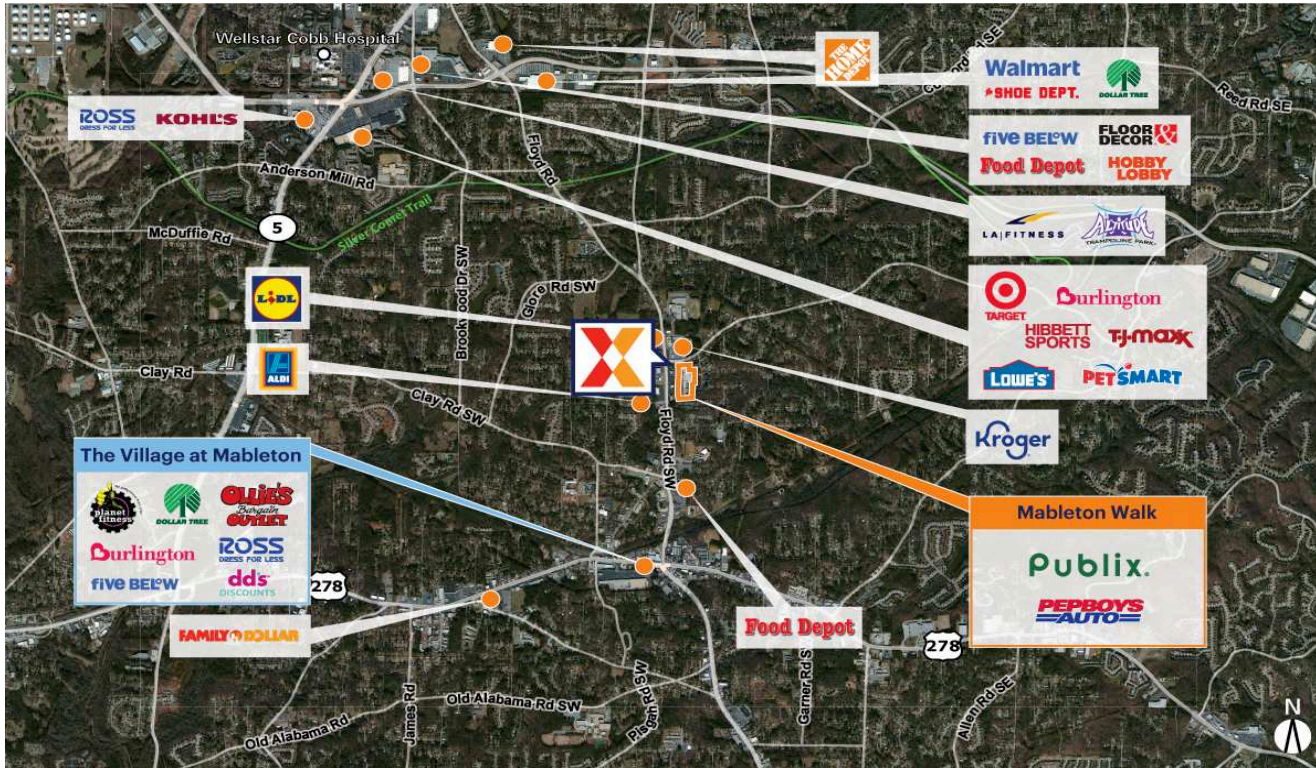 Wellstar Cobb Hospital
THE HOME DEPOT
Walmart
SHOE DEPT.
DOLLAR TREE
Reed Rd SE
ROSS
DRESS FOR LESS
KOHL'S
five BELOW
FLOOR & DECOR
Food Depot
HOBBY LOBBY
Floyd Rd
Anderson Mill Rd
Silver Comet Trail
LA|FITNESS
ALTITUDE
TRAMPOLINE PARK
5
McDuffie Rd
TARGET
Burlington
HIBBETT SPORTS
T.J.maxx
LOWE'S
PETSMART
LIDL
Glore Rd SW
Brookwood Dr SW
ALDI
Clay Rd
Clay Rd SW
Floyd Rd SW
Kroger
The Village at Mableton
planet fitness
DOLLAR TREE
OLLIE'S
Bargain
OUTLET
Burlington
ROSS
DRESS FOR LESS
five BELOW
dd's
DISCOUNTS
278
Mableton Walk
Publix.
PEPBOYS
AUTO
FAMILY DOLLAR
Food Depot
278
Garner Rd SW
Old Alabama Rd SW
Pisgah Rd SW
James Rd
Old Alabama Rd
Allen Rd SE
N